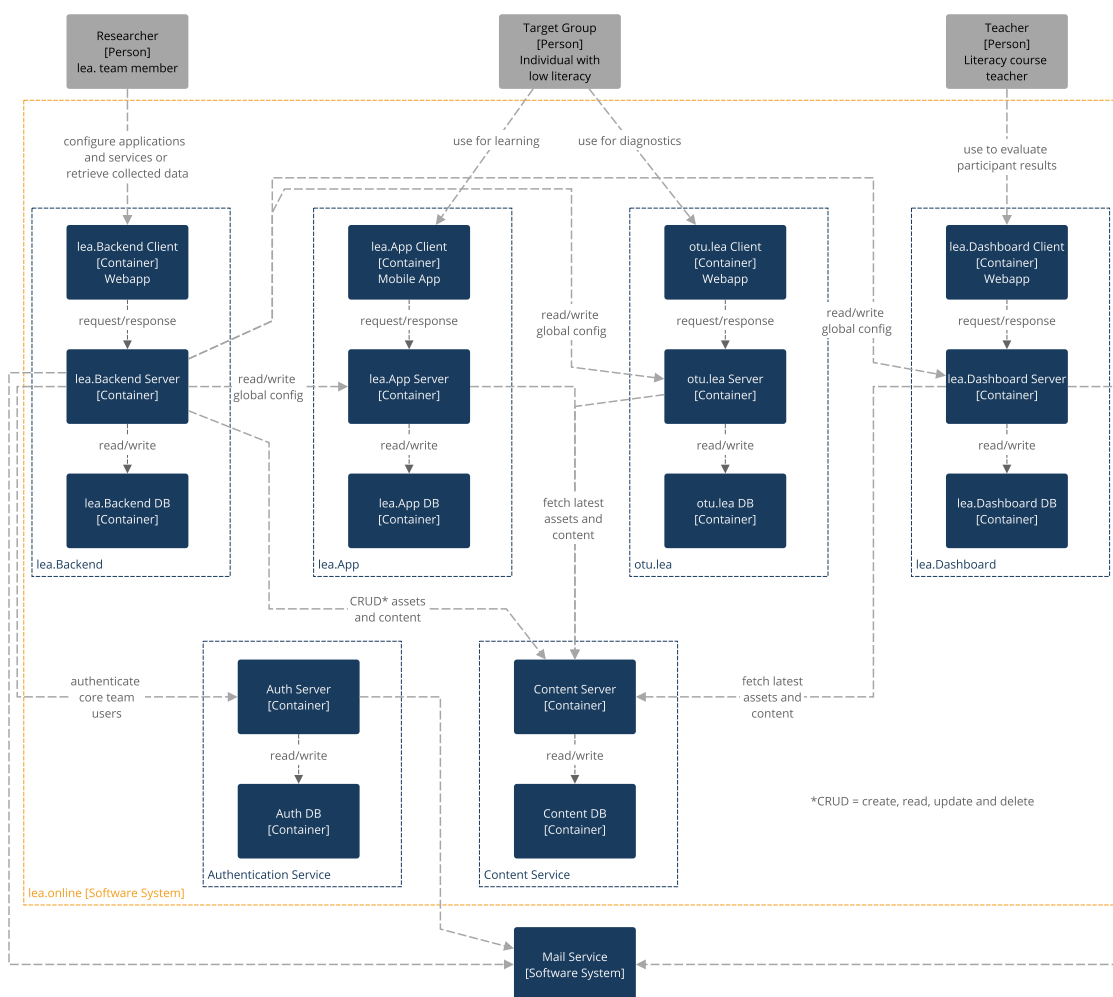 Researcher
[Person]
lea. team member
Target Group
[Person]
Individual with
low literacy
Teacher
[Person]
Literacy course
teacher
configure applications
and services or
retrieve collected data
use for learning
use for diagnostics
use to evaluate
participant results
lea.Backend Client
[Container]
Webapp
lea.App Client
[Container]
Mobile App
otu.lea Client
[Container]
Webapp
lea.Dashboard Client
[Container]
Webapp
request/response
request/response
read/write
global config
request/response
read/write
global config
request/response
lea.Backend Server
[Container]
read/write
global config
lea.App Server
[Container]
otu.lea Server
[Container]
lea.Dashboard Server
[Container]
read/write
read/write
read/write
read/write
lea.Backend DB
[Container]
lea.App DB
[Container]
fetch latest
assets and
content
otu.lea DB
[Container]
lea.Dashboard DB
[Container]
lea.Backend
lea.App
otu.lea
lea.Dashboard
CRUD* assets
and content
authenticate
core team
users
Auth Server
[Container]
Content Server
[Container]
fetch latest
assets and
content
read/write
read/write
Auth DB
[Container]
Content DB
[Container]
*CRUD = create, read, update and delete
Authentication Service
Content Service
lea.online [Software System]
Mail Service
[Software System]